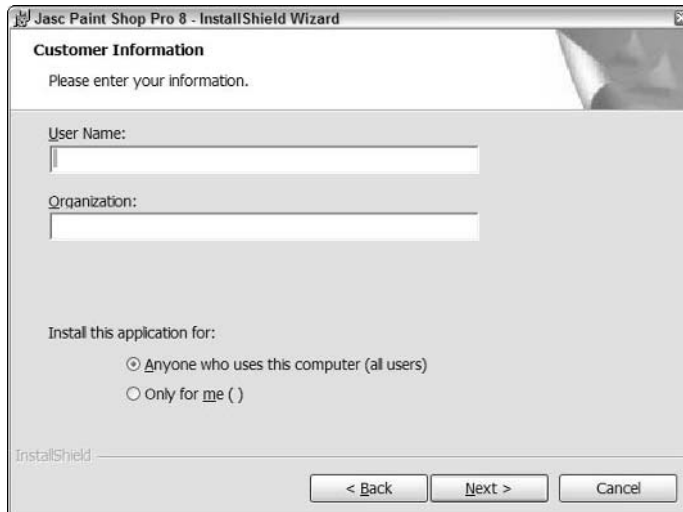 Jasc Paint Shop Pro 8 - InstallShield Wizard
Customer Information
Please enter your information.
User Name:
Organization:
Install this application for:
Anyone who uses this computer (all users)
Only for me ( )
InstallShield
< Back
Next >
Cancel